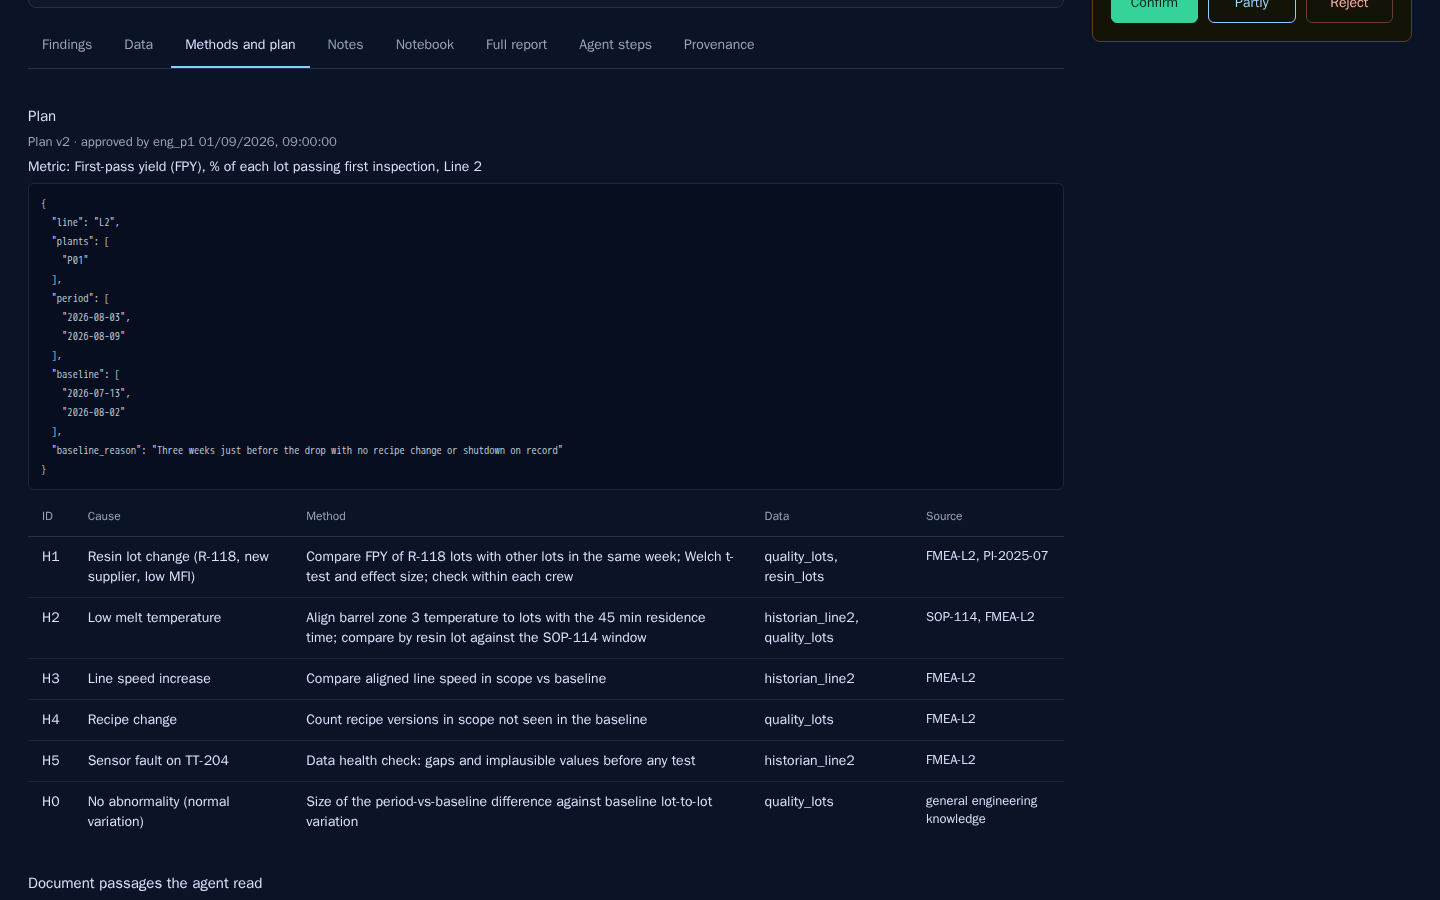 Confirm Partly Reject
Findings Data Methods and plan Notes Notebook Full report Agent steps Provenance
Plan
Plan v2 · approved by eng_p1 01/09/2026, 09:00:00
Metric: First-pass yield (FPY), % of each lot passing first inspection, Line 2
{
"line": "L2",
"plants": [
"P01"
],
"period": [
"2026-08-03",
"2026-08-09"
],
"baseline": [
"2026-07-13",
"2026-08-02"
],
"baseline_reason": "Three weeks just before the drop with no recipe change or shutdown on record"
}
ID Cause Method Data Source
H1 Resin lot change (R-118, new Compare FPY of R-118 lots with other lots in the same week; Welch t- quality_lots, FMEA-L2, PI-2025-07
supplier, low MFI) test and effect size; check within each crew resin_lots
H2 Low melt temperature Align barrel zone 3 temperature to lots with the 45 min residence historian_line2, SOP-114, FMEA-L2
time; compare by resin lot against the SOP-114 window quality_lots
H3 Line speed increase Compare aligned line speed in scope vs baseline historian_line2 FMEA-L2
H4 Recipe change Count recipe versions in scope not seen in the baseline quality_lots FMEA-L2
H5 Sensor fault on TT-204 Data health check: gaps and implausible values before any test historian_line2 FMEA-L2
H0 No abnormality (normal Size of the period-vs-baseline difference against baseline lot-to-lot quality_lots general engineering
variation) variation knowledge
Document passages the agent read